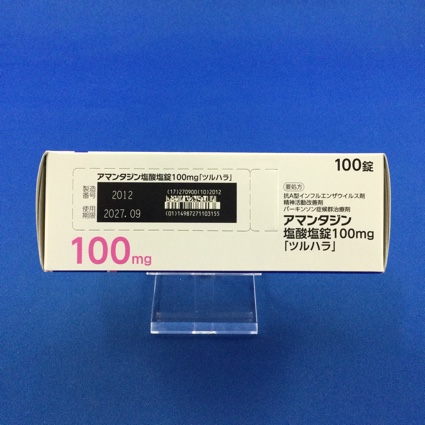 アマンタジン塩酸塩錠100mg「ツルハラ」
製造番号 2012
(17)270900(10)2012
使用期限 2027.09
(01)14987271103155
100mg
100錠
要処方
抗A型インフルエンザウイルス剤
精神活動改善剤
パーキンソン症候群治療剤
アマンタジン
塩酸塩錠100mg
「ツルハラ」